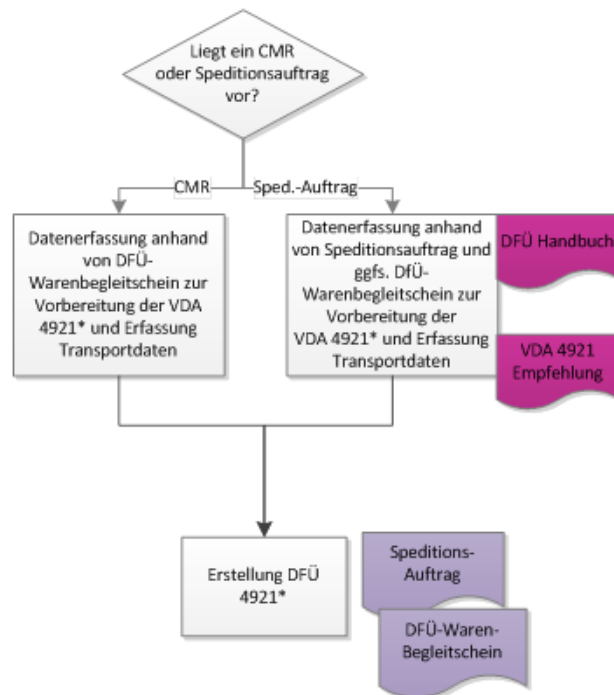 Liegt ein CMR
oder Speditionsauftrag
vor?
CMR
Sped.-Auftrag
Datenerfassung anhand
von DFÜ-
Warenbegleitschein zur
Vorbereitung der VDA
4921* und Erfassung
Transportdaten
Datenerfassung anhand
von Speditionsauftrag und
ggfs. DfÜ-
Warenbegleitschein zur
Vorbereitung der
VDA 4921* und Erfassung
Transportdaten
DFÜ Handbuch
VDA 4921
Empfehlung
Erstellung DFÜ
4921*
Speditions-
Auftrag
DFÜ-Waren-
Begleitschein